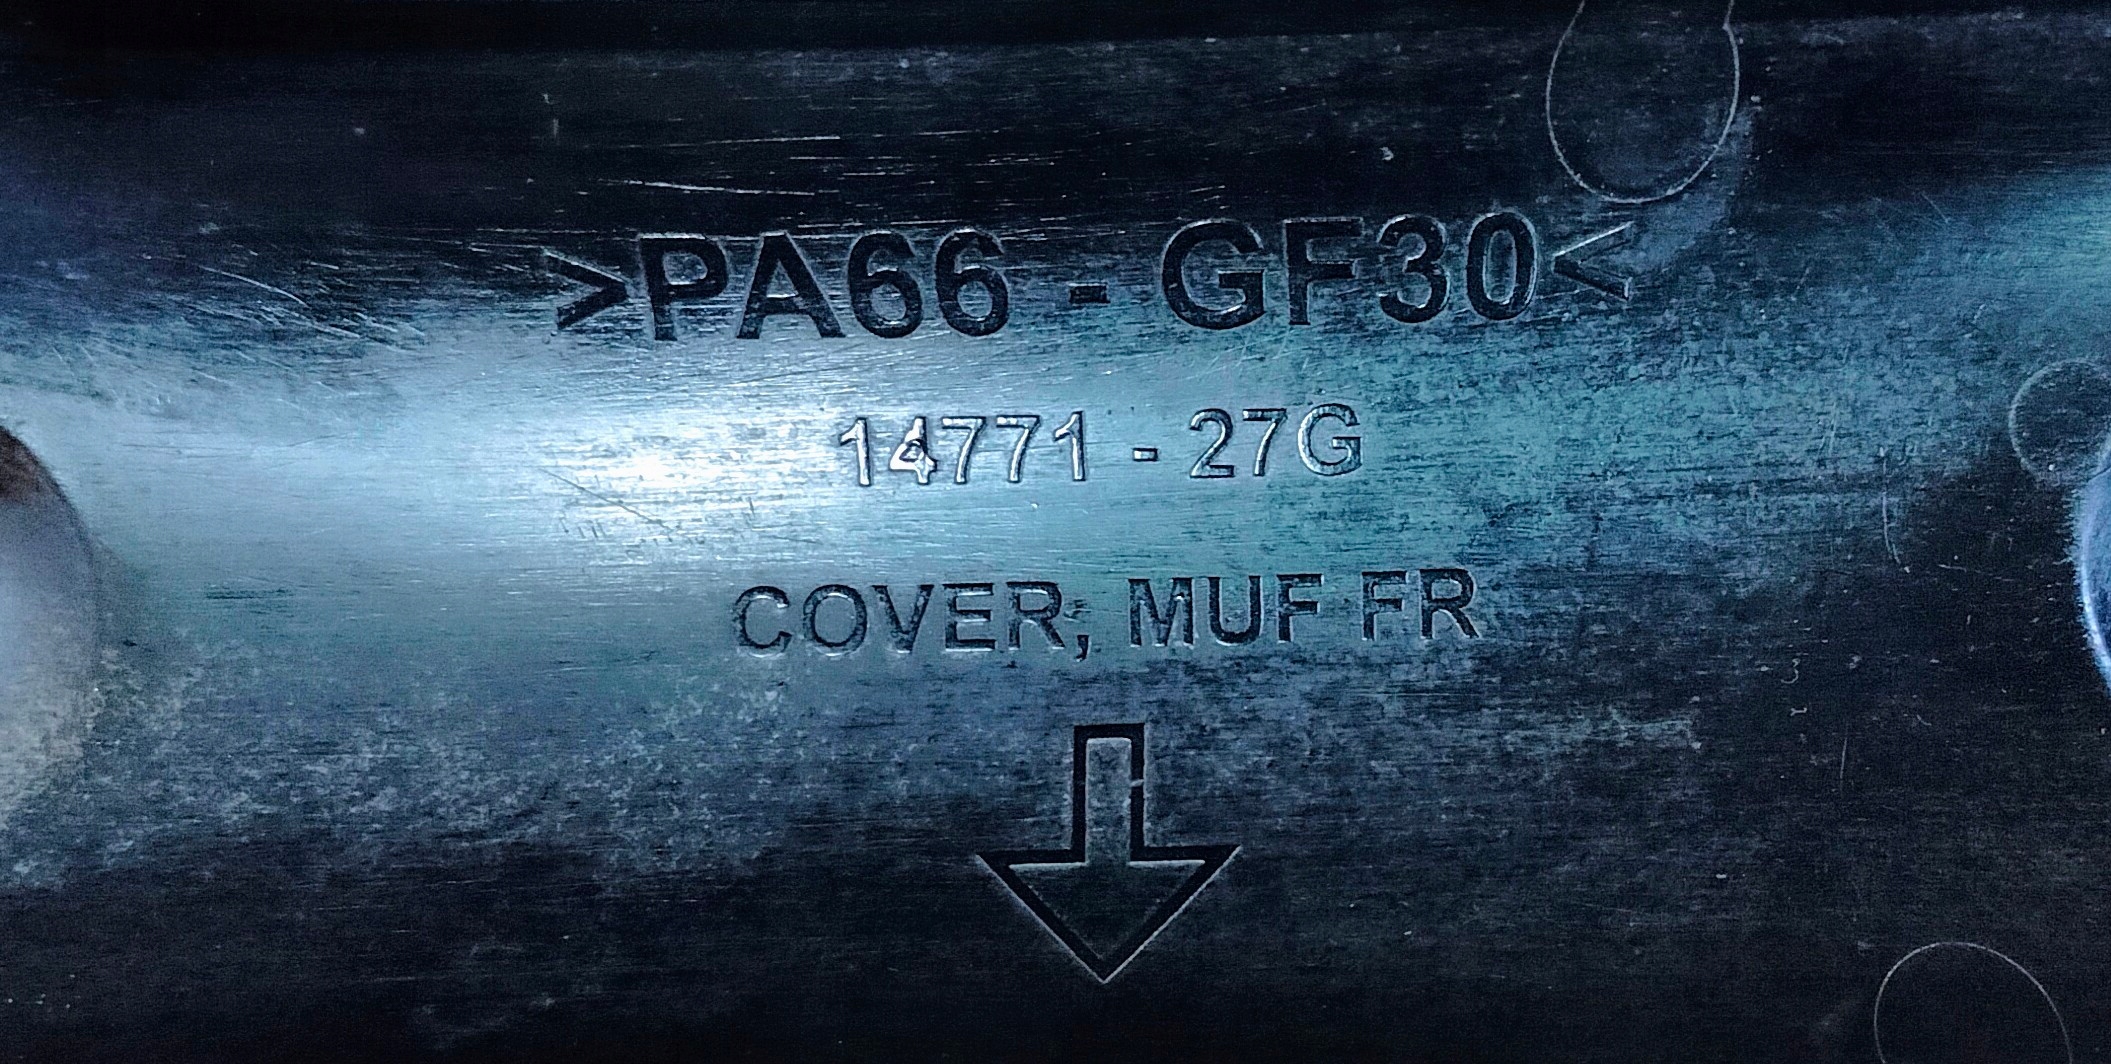 >PA66 - GF30<
14771 - 27G
COVER, MUF FR